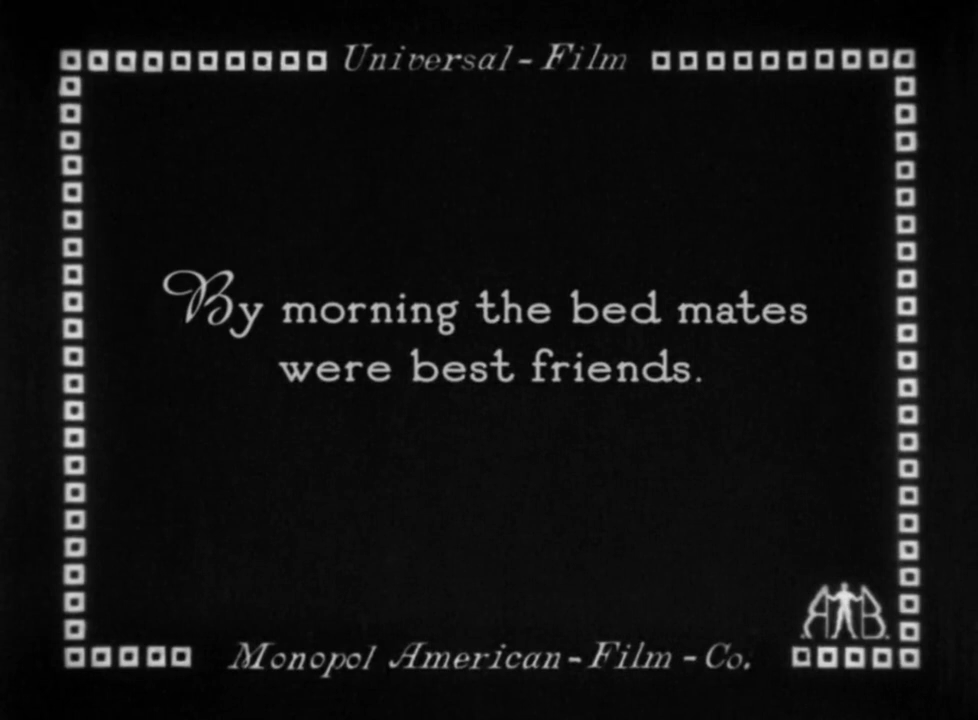 Universal-Film
By morning the bed mates
were best friends.
A B.
Monopol American-Film-Co.